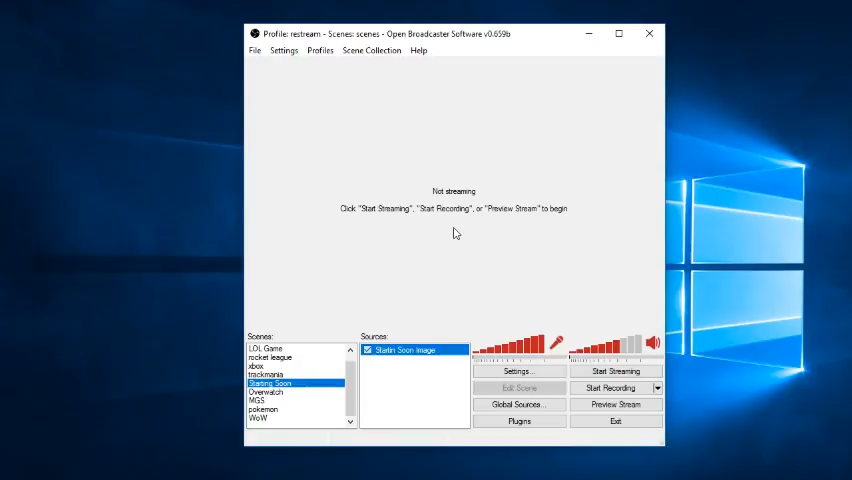 Profile: restream - Scenes: scenes - Open Broadcaster Software v0.659b
File Settings Profiles Scene Collection Help
Not streaming
Click "Start Streaming", "Start Recording", or "Preview Stream" to begin
Scenes:
LOL Game
rocket league
xbox
trackmania
Starting Soon
Overwatch
MGS
pokemon
WoW
Sources:
Startin Soon Image
Settings...
Start Streaming
Edit Scene
Start Recording
Global Sources...
Preview Stream
Plugins
Exit